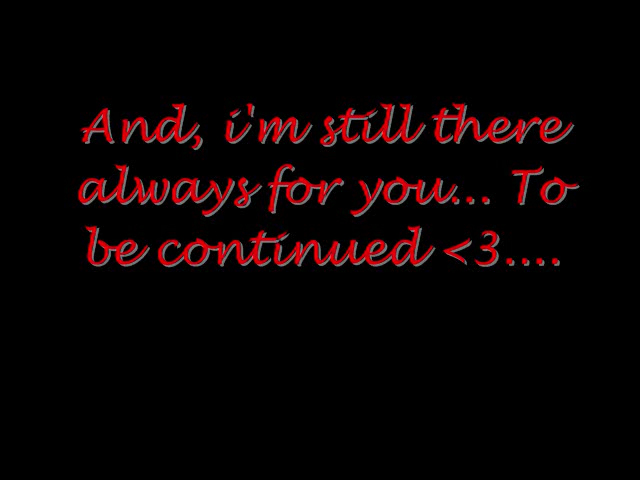 And, i'm still there
always for you... To
be continued <3....